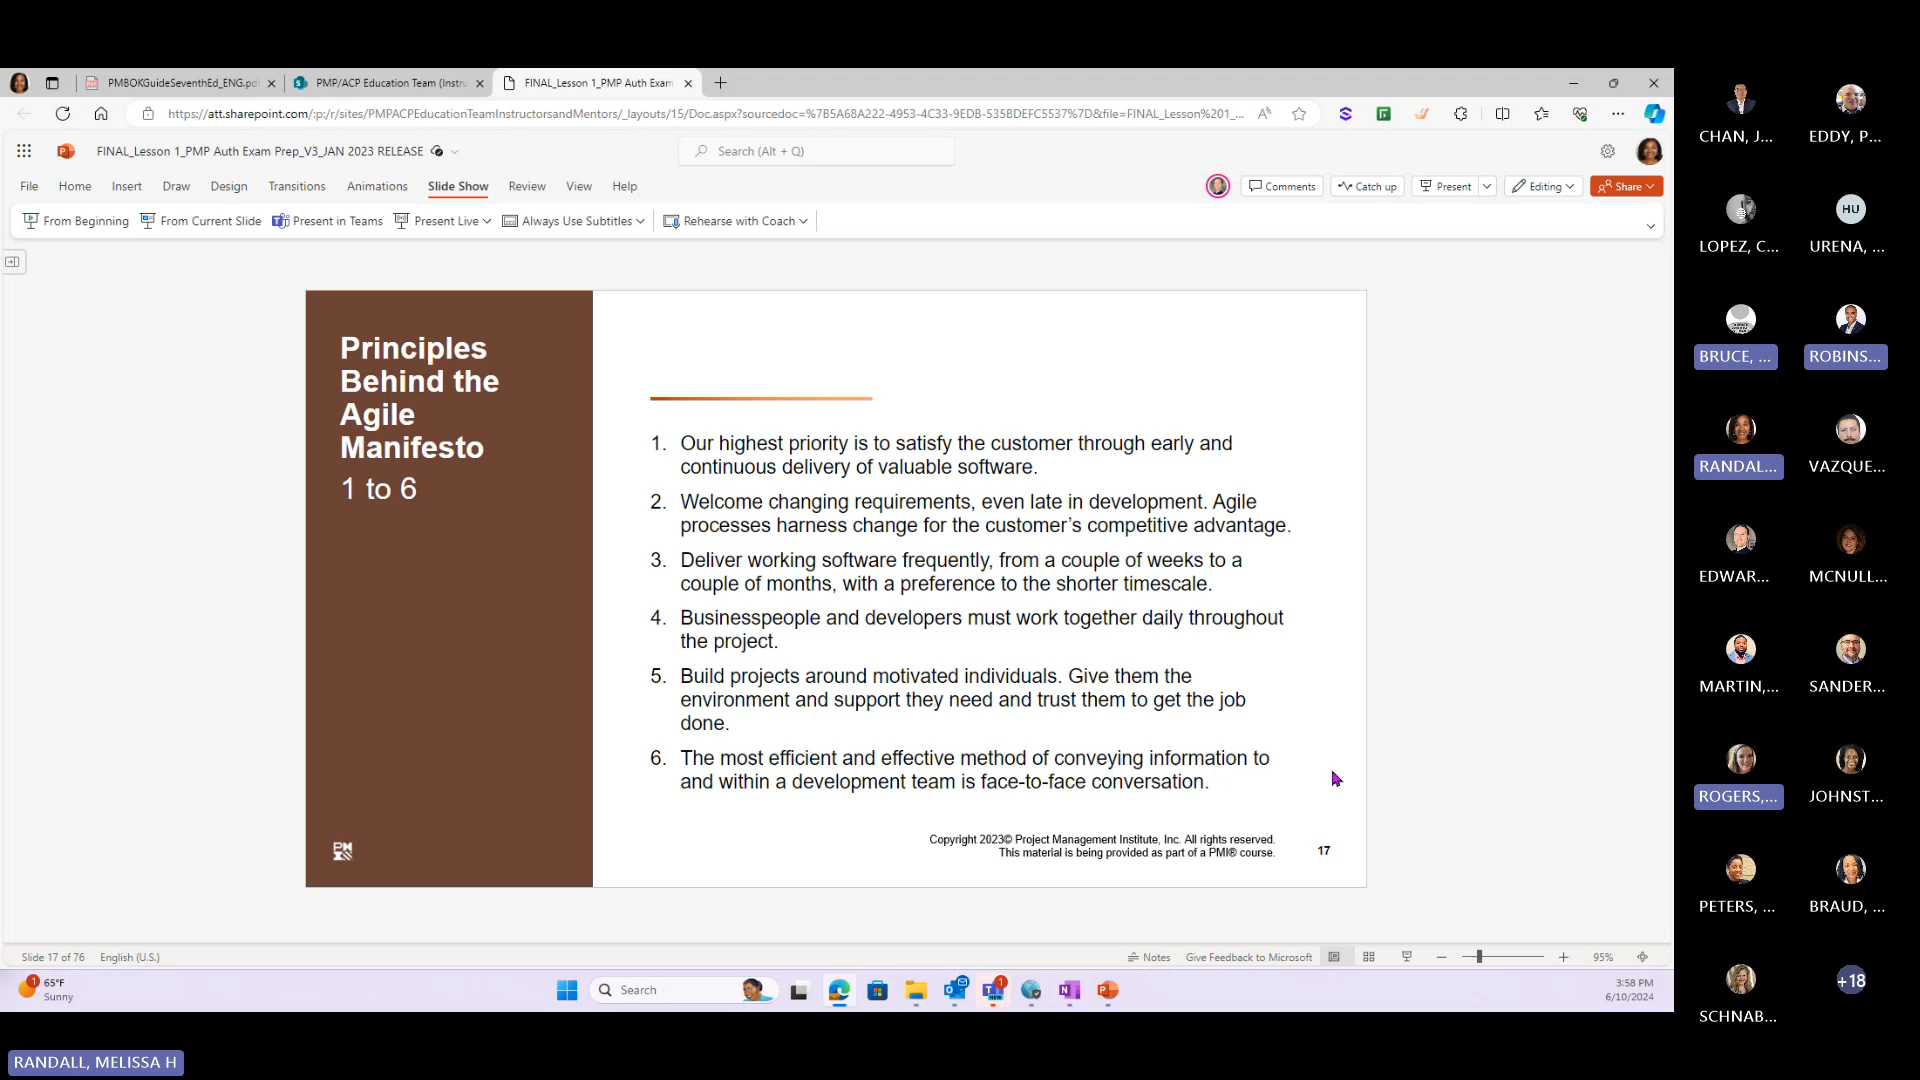 PMBOKGuideSeventhEd_ENG.pd
PMP/ACP Education Team (Instru
FINAL_Lesson 1_PMP Auth Exam
https://att.sharepoint.com/:p:/r/sites/PMPACPEducationTeamInstructorsandMentors/_layouts/15/Doc.aspx?sourcedoc=%7B5A68A222-4953-4C33-9EDB-535BDEFC5537%7D&file=FINAL_Lesson%201_...
FINAL_Lesson 1_PMP Auth Exam Prep_V3_JAN 2023 RELEASE
Search (Alt + Q)
File Home Insert Draw Design Transitions Animations Slide Show Review View Help
Comments Catch up Present Editing Share
From Beginning From Current Slide Present in Teams Present Live Always Use Subtitles Rehearse with Coach
Principles
Behind the
Agile
Manifesto
1 to 6
1. Our highest priority is to satisfy the customer through early and
continuous delivery of valuable software.
2. Welcome changing requirements, even late in development. Agile
processes harness change for the customer’s competitive advantage.
3. Deliver working software frequently, from a couple of weeks to a
couple of months, with a preference to the shorter timescale.
4. Businesspeople and developers must work together daily throughout
the project.
5. Build projects around motivated individuals. Give them the
environment and support they need and trust them to get the job
done.
6. The most efficient and effective method of conveying information to
and within a development team is face-to-face conversation.
Copyright 2023© Project Management Institute, Inc. All rights reserved.
This material is being provided as part of a PMI® course.
17
Slide 17 of 76 English (U.S.)
Notes Give Feedback to Microsoft 95%
1
65°F
Sunny
Search
1
NEW
3:58 PM
6/10/2024
CHAN, J... EDDY, P...
HU
LOPEZ, C... URENA, ...
BRUCE, ... ROBINS...
RANDAL... VAZQUE...
EDWAR... MCNULL...
MARTIN,... SANDER...
ROGERS,... JOHNST...
PETERS, ... BRAUD, ...
+18
SCHNAB...
RANDALL, MELISSA H